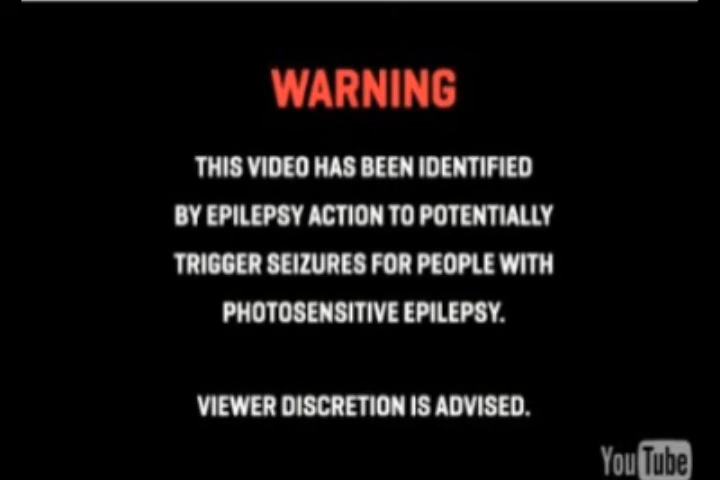 WARNING
THIS VIDEO HAS BEEN IDENTIFIED
BY EPILEPSY ACTION TO POTENTIALLY
TRIGGER SEIZURES FOR PEOPLE WITH
PHOTOSENSITIVE EPILEPSY.
VIEWER DISCRETION IS ADVISED.
YouTube